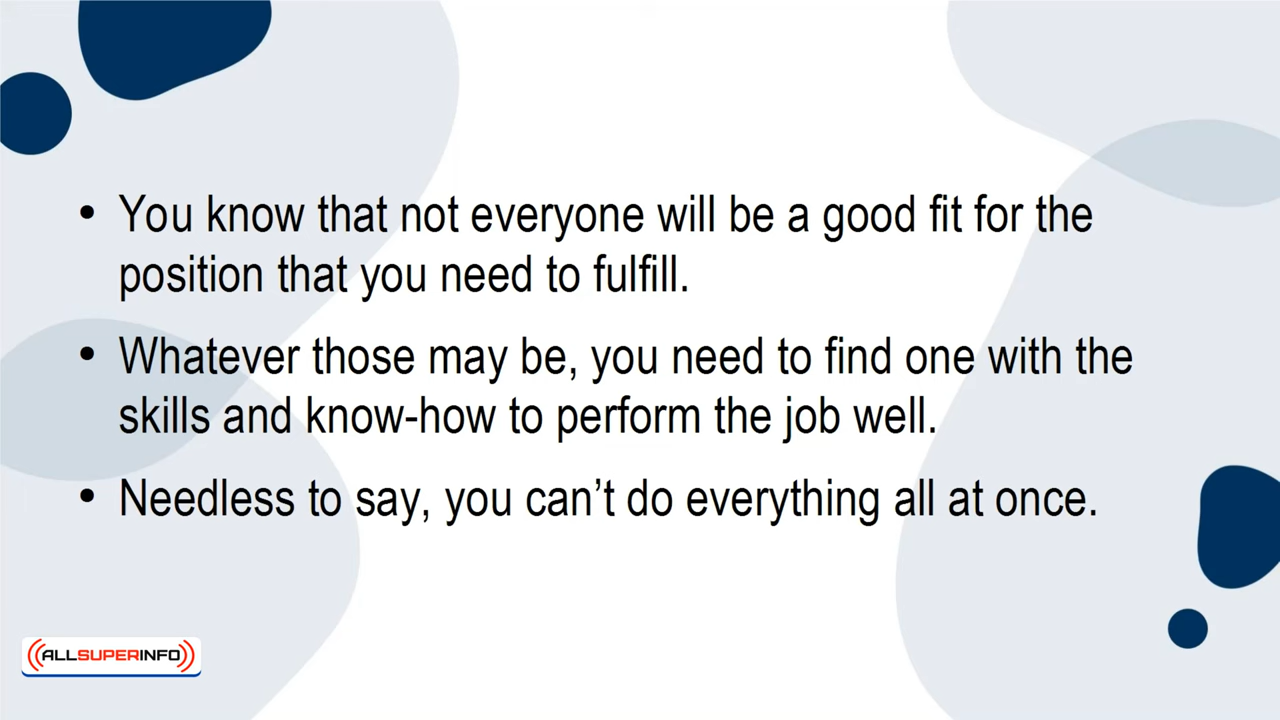 • You know that not everyone will be a good fit for the
position that you need to fulfill.
• Whatever those may be, you need to find one with the
skills and know-how to perform the job well.
• Needless to say, you can’t do everything all at once.
ALLSUPERINFO